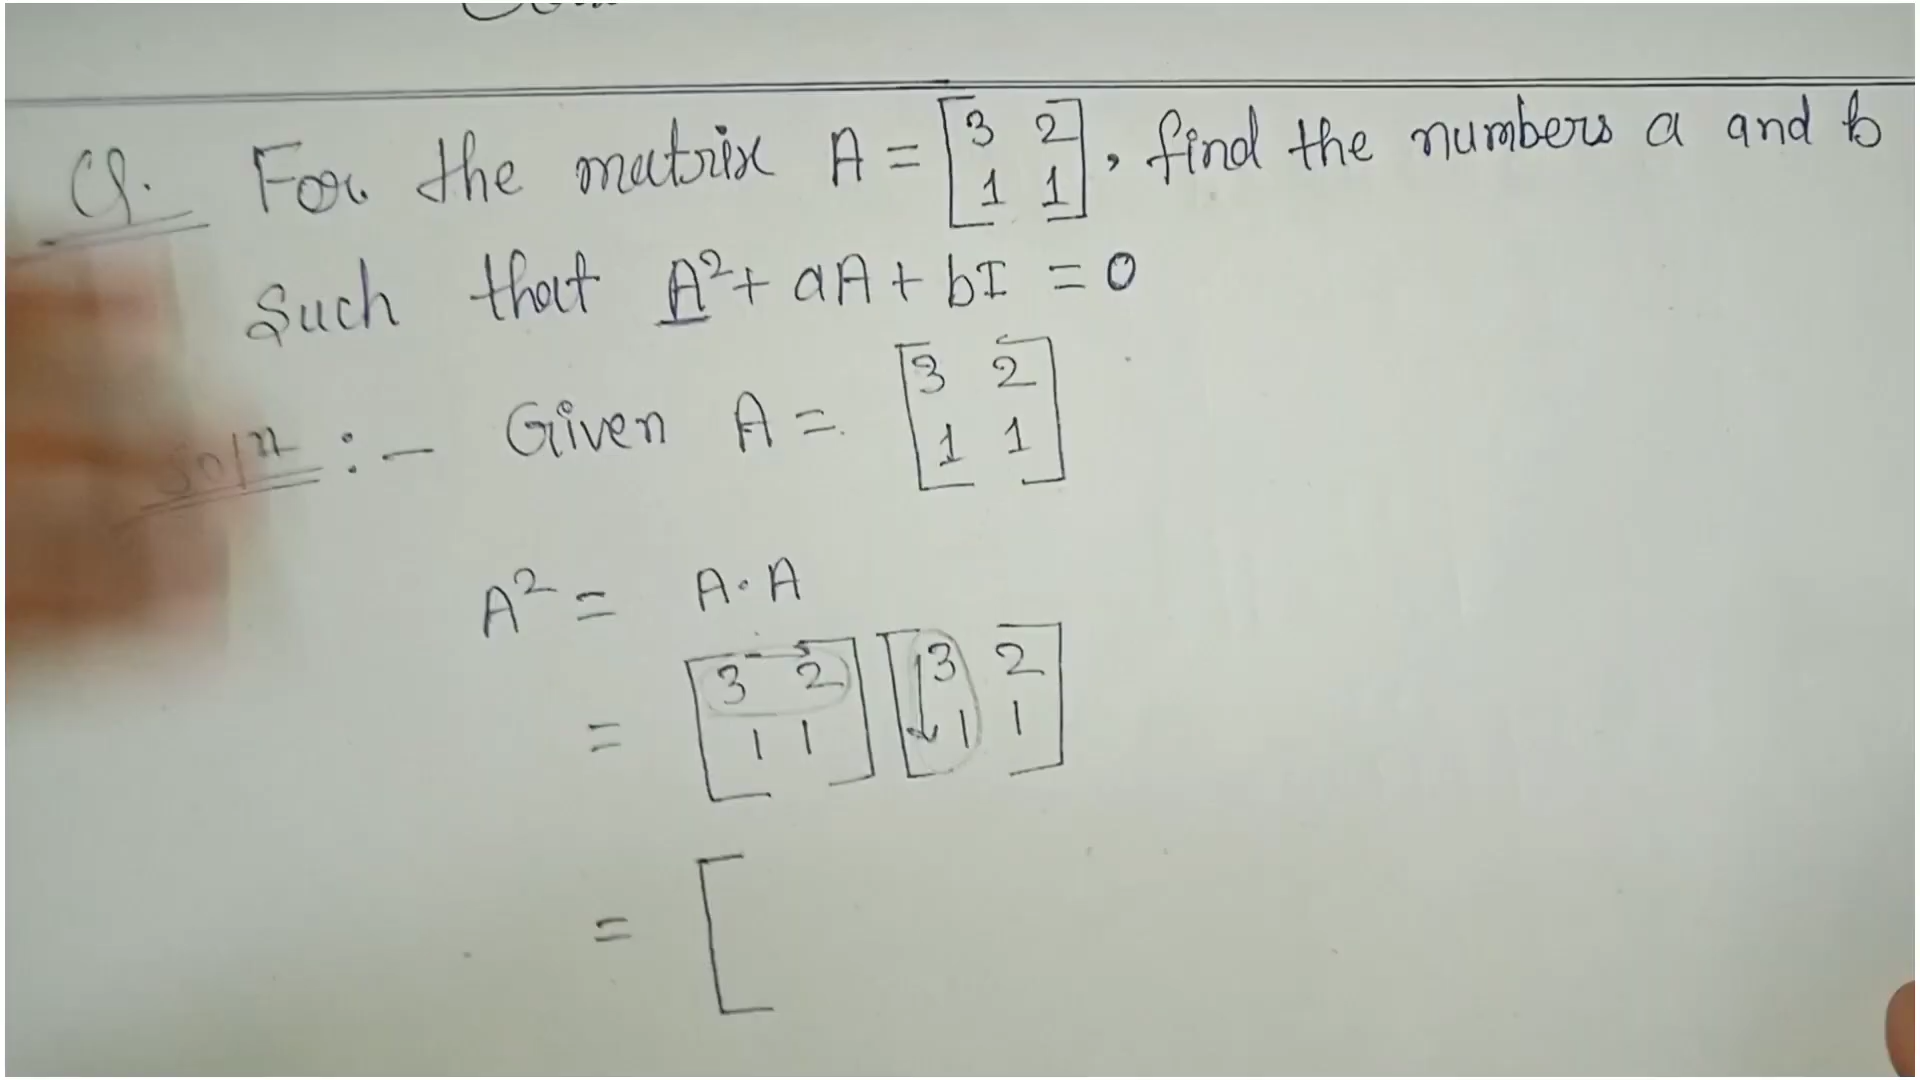 Q. For the matrix A = [3 2
1 1], find the numbers a and b
Such that A²+ aA + bI = 0
Solⁿ :- Given A = [3 2
1 1]
A² = A·A
= [3 2
1 1] [3 2
1 1]
= [